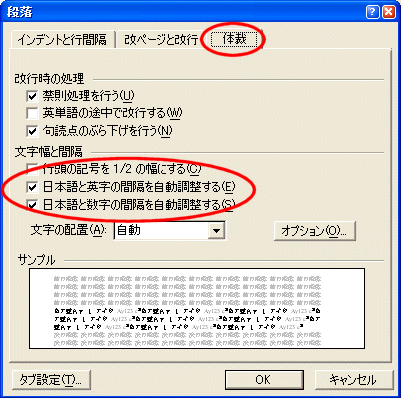 段落
インデントと行間隔 改ページと改行 体裁
改行時の処理
禁則処理を行う(U)
英単語の途中で改行する(W)
句読点のぶら下げを行う(N)
文字幅と間隔
行頭の記号を 1/2 の幅にする(C)
日本語と英字の間隔を自動調整する(E)
日本語と数字の間隔を自動調整する(S)
文字の配置(A): 自動 オプション(O)...
サンプル
タブ設定(T)... OK キャンセル